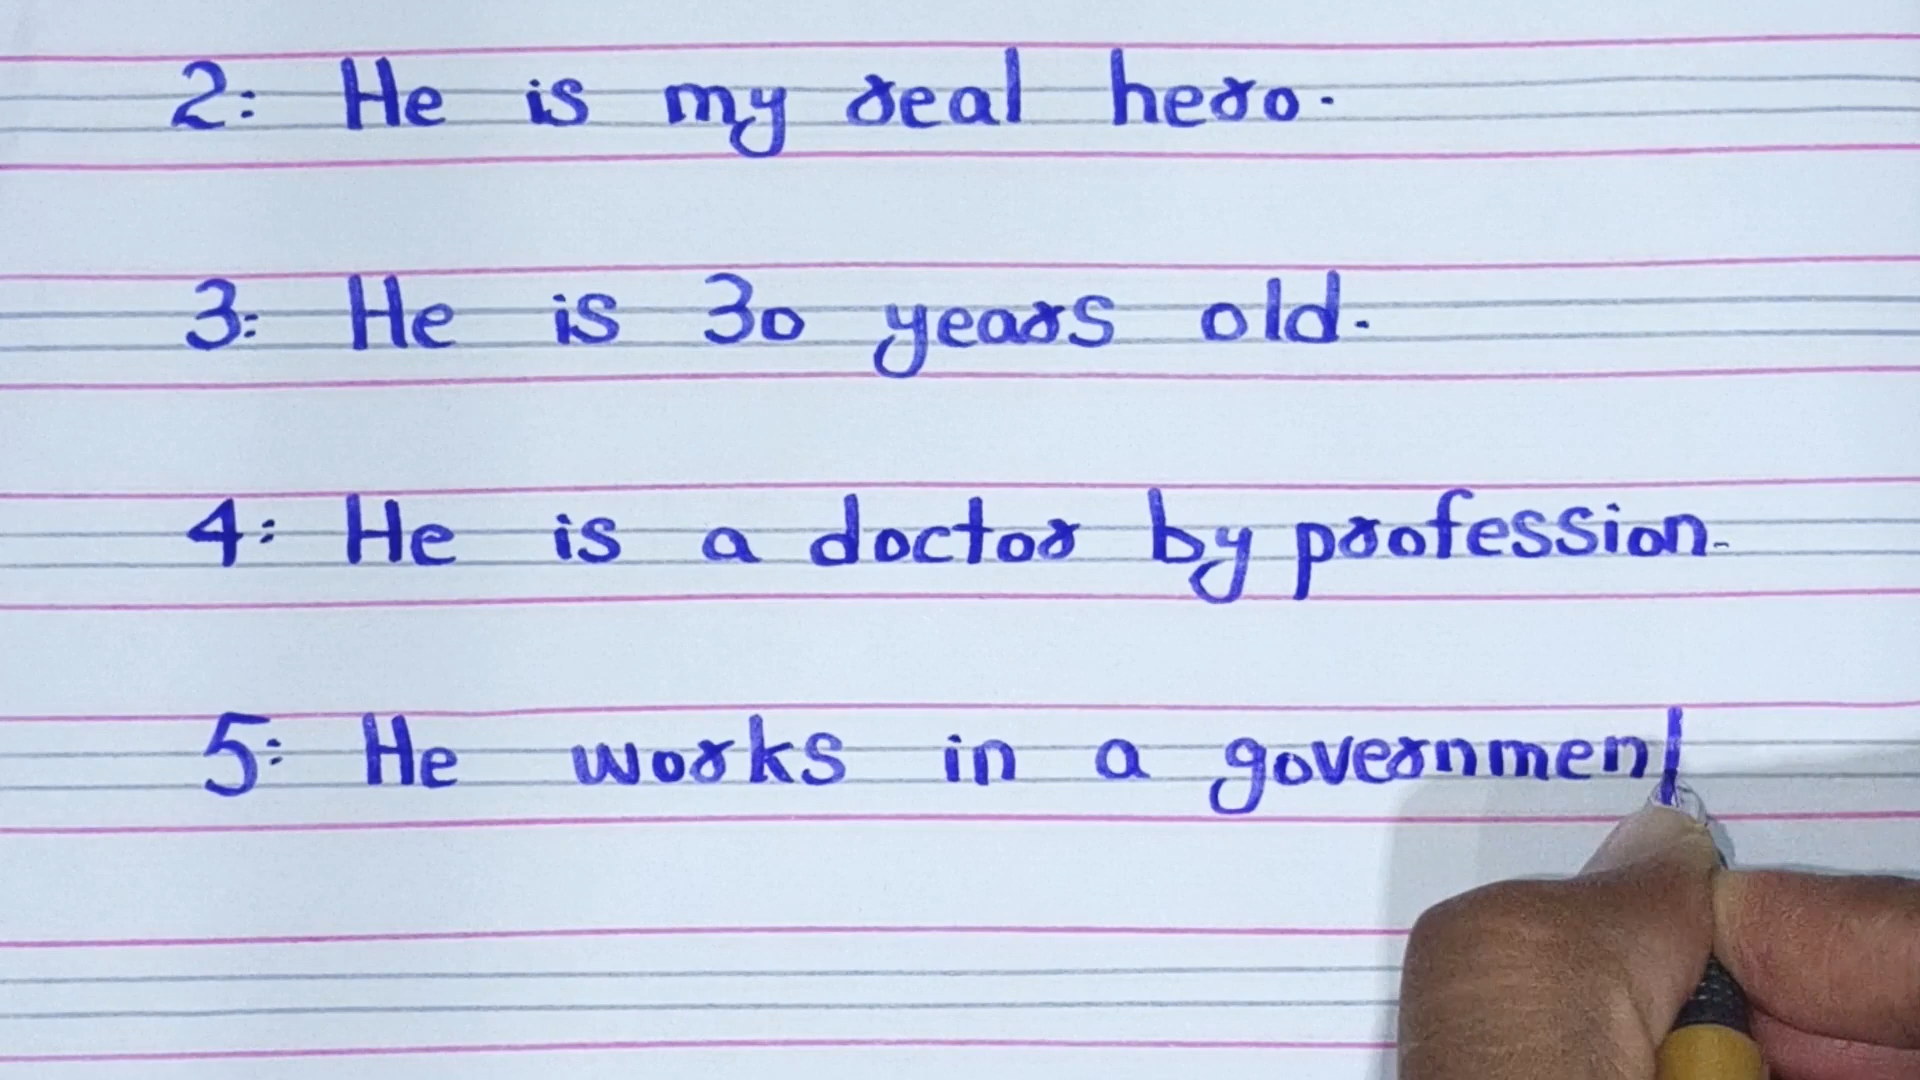 2: He is my real hero.
3: He is 30 years old.
4: He is a doctor by profession.
5: He works in a government